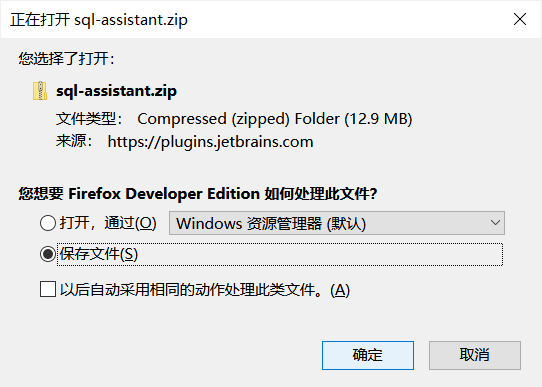 正在打开 sql-assistant.zip
您选择了打开：
sql-assistant.zip
文件类型： Compressed (zipped) Folder (12.9 MB)
来源： https://plugins.jetbrains.com
您想要 Firefox Developer Edition 如何处理此文件?
打开，通过(O) Windows 资源管理器 (默认)
保存文件(S)
以后自动采用相同的动作处理此类文件。(A)
确定 取消